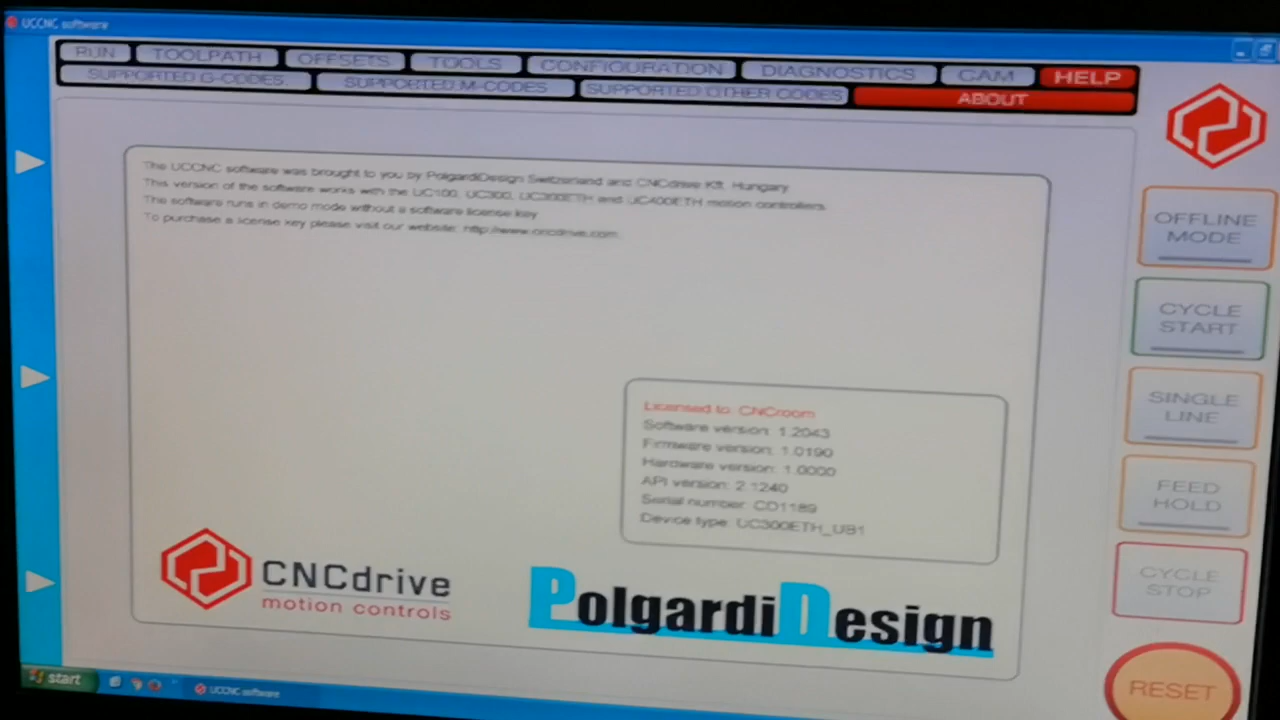 UCCNC software
RUN TOOLPATH OFFSETS TOOLS CONFIGURATION DIAGNOSTICS CAM HELP
SUPPORTED G-CODES SUPPORTED M-CODES SUPPORTED OTHER CODES ABOUT
The UCCNC software was brought to you by PolgardiDesign Switzerland and CNCdrive Kft. Hungary
This version of the software works with the UC100, UC300, UC300ETH and UC400ETH motion controllers.
The software runs in demo mode without a software license key.
To purchase a license key please visit our website: http://www.cncdrive.com
OFFLINE
MODE
CYCLE
START
SINGLE
LINE
FEED
HOLD
CYCLE
STOP
RESET
Licensed to: CNCroom
Software version: 1.2043
Firmware version: 1.0190
Hardware version: 1.0000
API version: 2.1240
Serial number: CD1189
Device type: UC300ETH_UB1
CNCdrive
motion controls
PolgardiDesign
start
UCCNC software